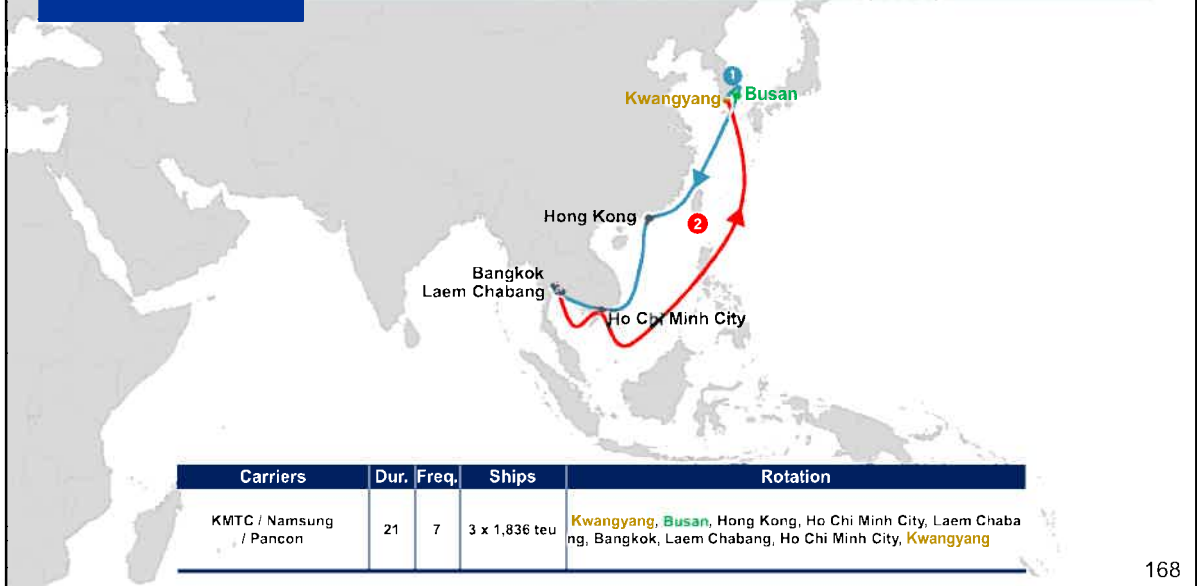 1
Kwangyang
Busan
Hong Kong
2
Bangkok
Laem Chabang
Ho Chi Minh City
Carriers Dur. Freq. Ships Rotation
KMTC / Namsung
/ Pancon
21 7 3 x 1,836 teu
Kwangyang, Busan, Hong Kong, Ho Chi Minh City, Laem Chaba
ng, Bangkok, Laem Chabang, Ho Chi Minh City, Kwangyang
168